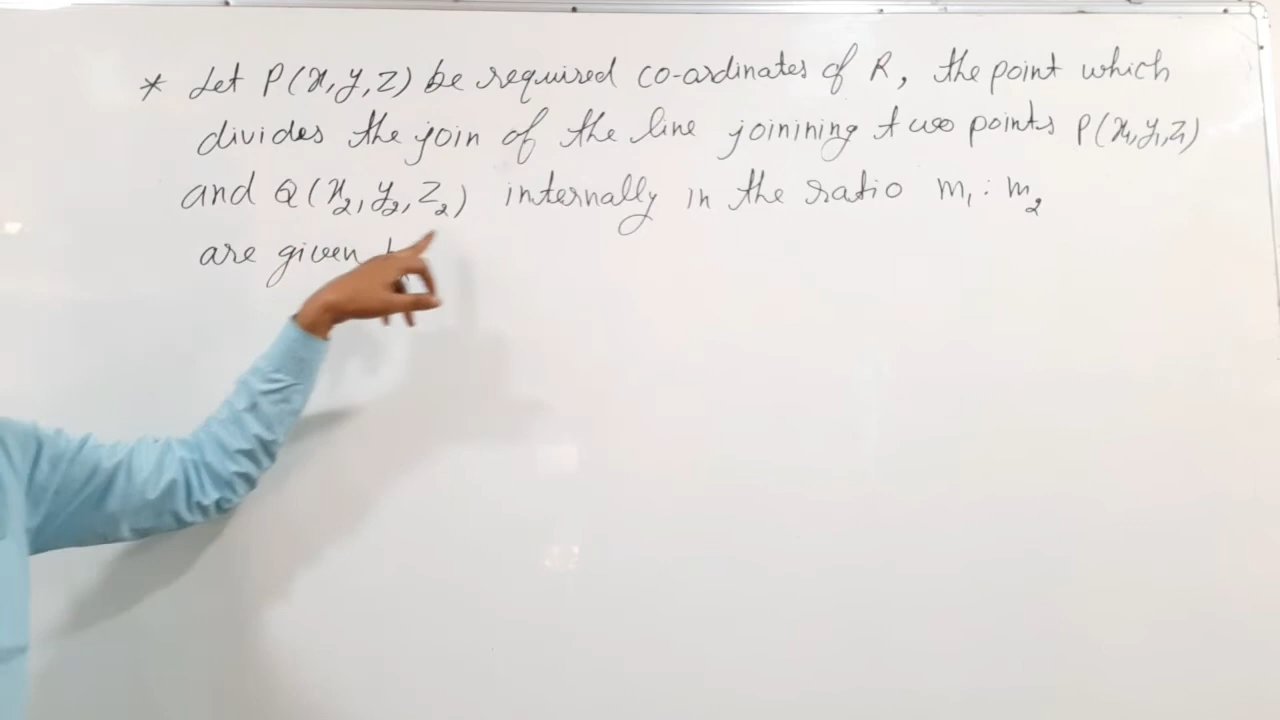 * Let P(x,y,z) be required co-ordinates of R, the point which
divides the join of the line joinining two points P(x₁,y₁,z₁)
and Q(x₂,y₂,z₂) internally in the ratio m₁:m₂
are given